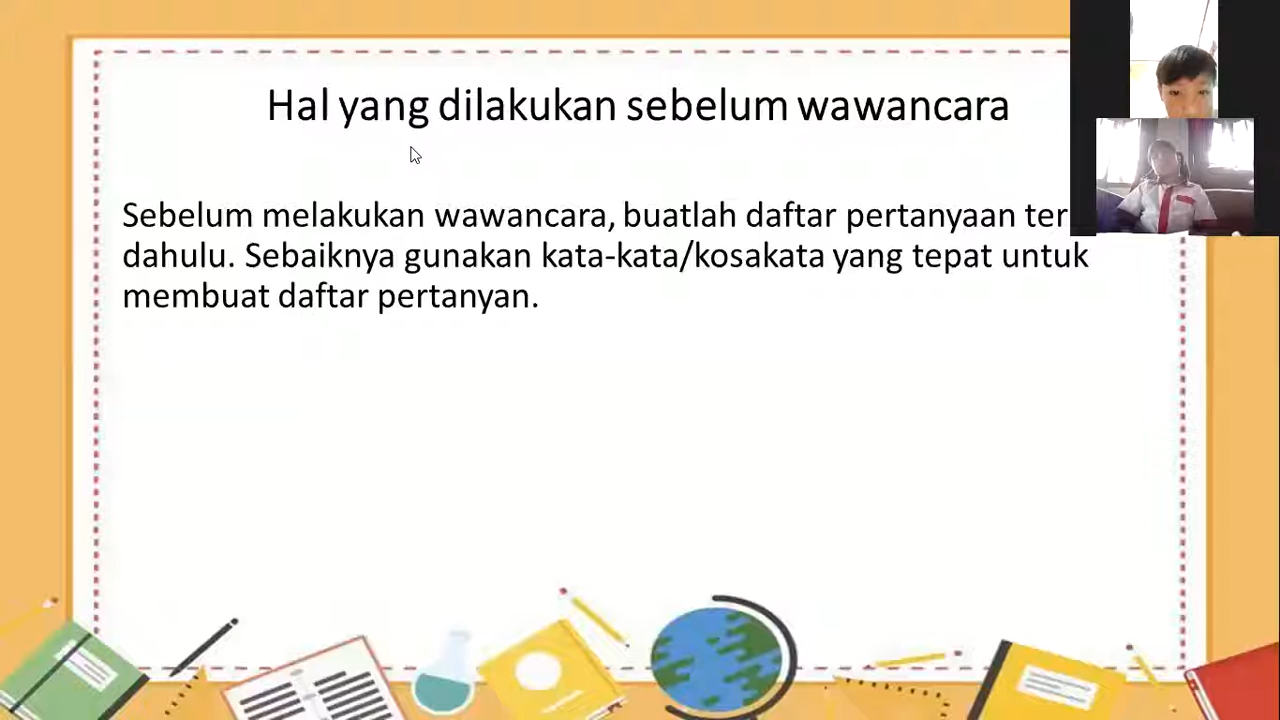 Hal yang dilakukan sebelum wawancara
Sebelum melakukan wawancara, buatlah daftar pertanyaan ter
dahulu. Sebaiknya gunakan kata-kata/kosakata yang tepat untuk
membuat daftar pertanyan.